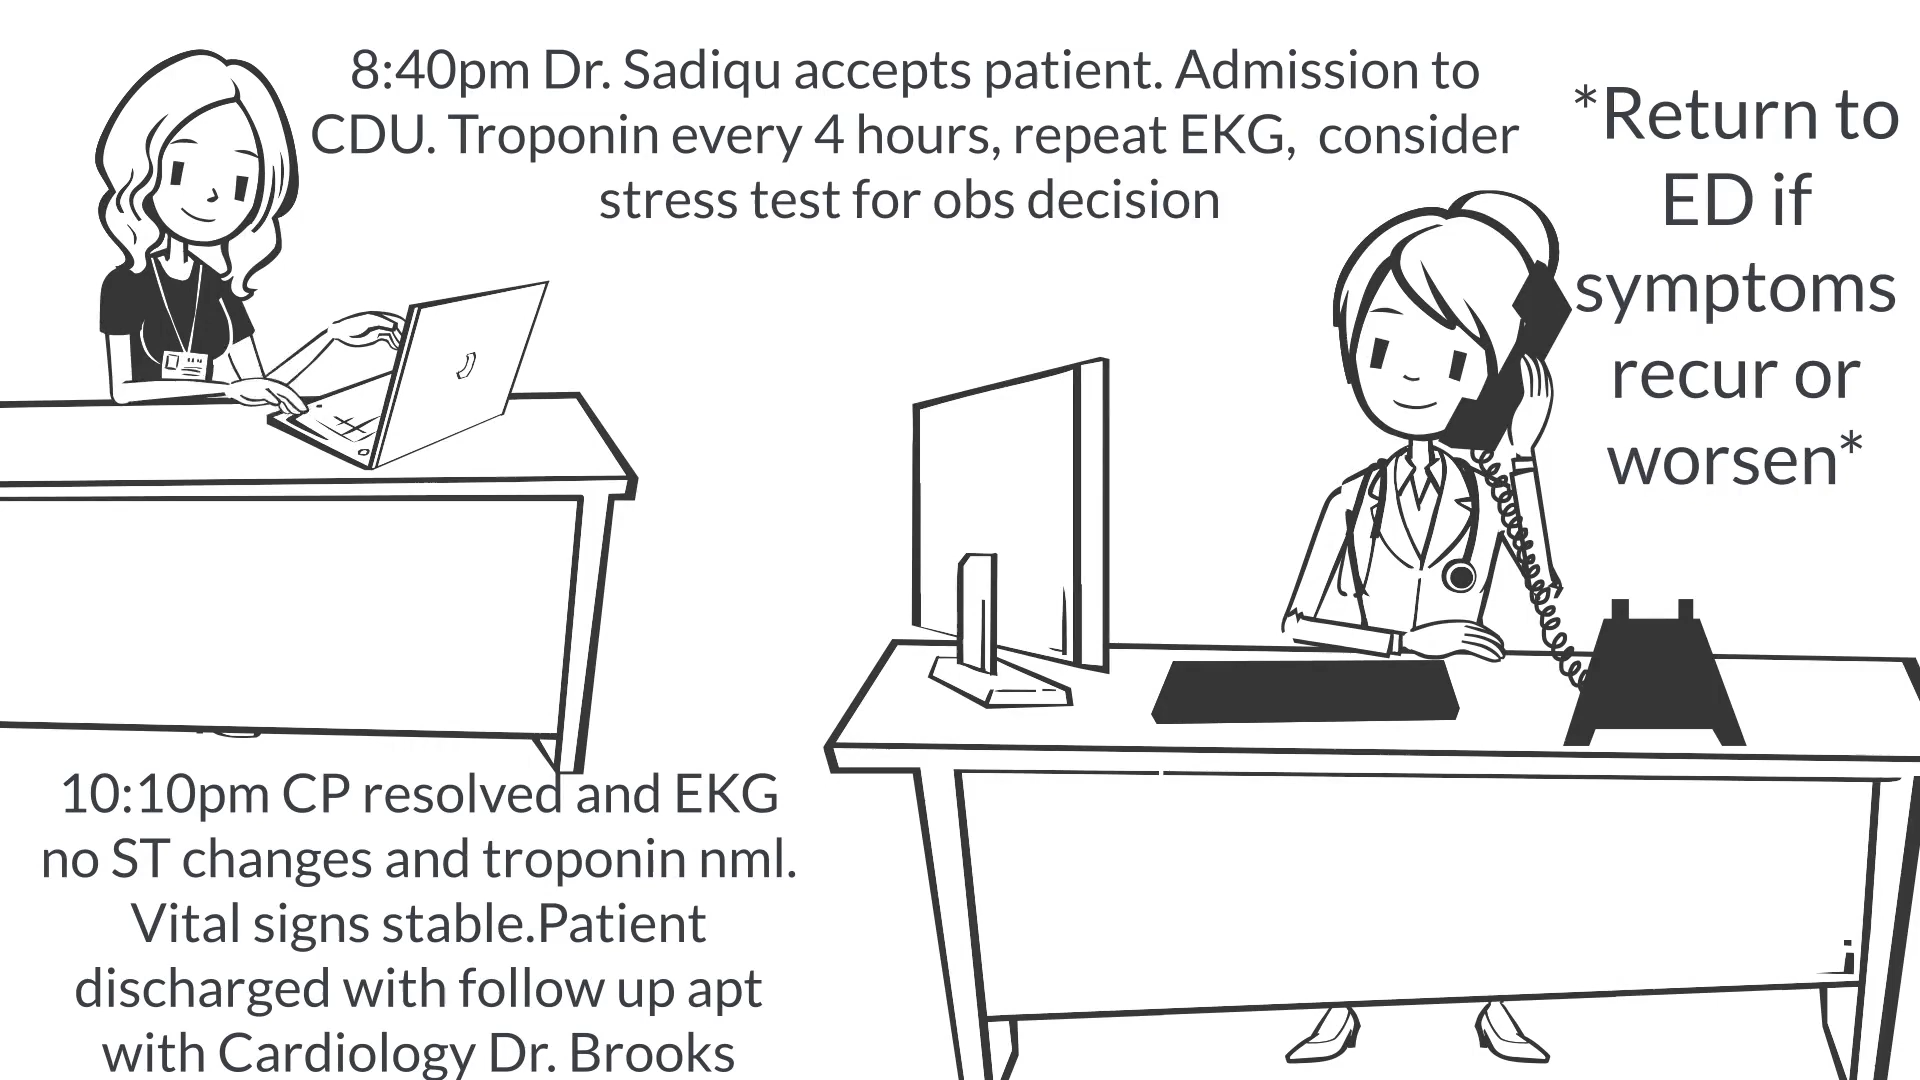 8:40pm Dr. Sadiqu accepts patient. Admission to
CDU. Troponin every 4 hours, repeat EKG, consider
stress test for obs decision
*Return to
ED if
symptoms
recur or
worsen*
10:10pm CP resolved and EKG
no ST changes and troponin nml.
Vital signs stable.Patient
discharged with follow up apt
with Cardiology Dr. Brooks